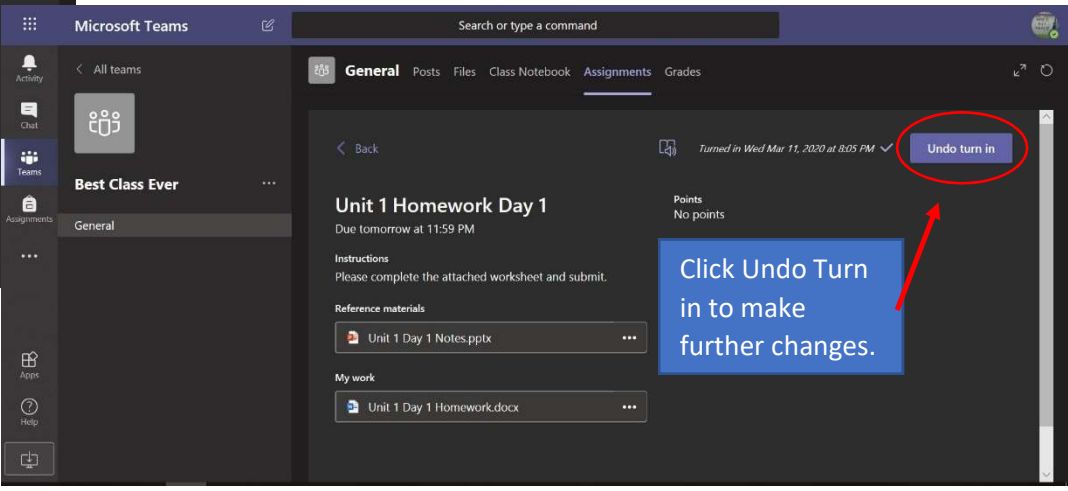 Microsoft Teams
Search or type a command
Activity
Chat
Teams
Assignments
Apps
Help
All teams
Best Class Ever
...
General
General Posts Files Class Notebook Assignments Grades
Back
Turned in Wed Mar 11, 2020 at 8:05 PM
Undo turn in
Unit 1 Homework Day 1
Due tomorrow at 11:59 PM
Points
No points
Instructions
Please complete the attached worksheet and submit.
Reference materials
Unit 1 Day 1 Notes.pptx
My work
Unit 1 Day 1 Homework.docx
Click Undo Turn
in to make
further changes.